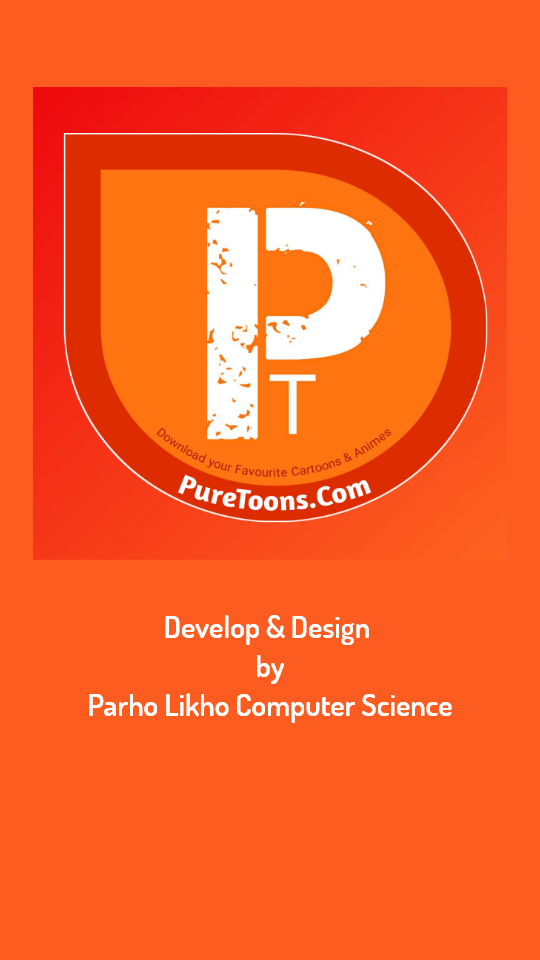 P
T
Download your Favourite Cartoons & Animes
PureToons.Com
Develop & Design
by
Parho Likho Computer Science